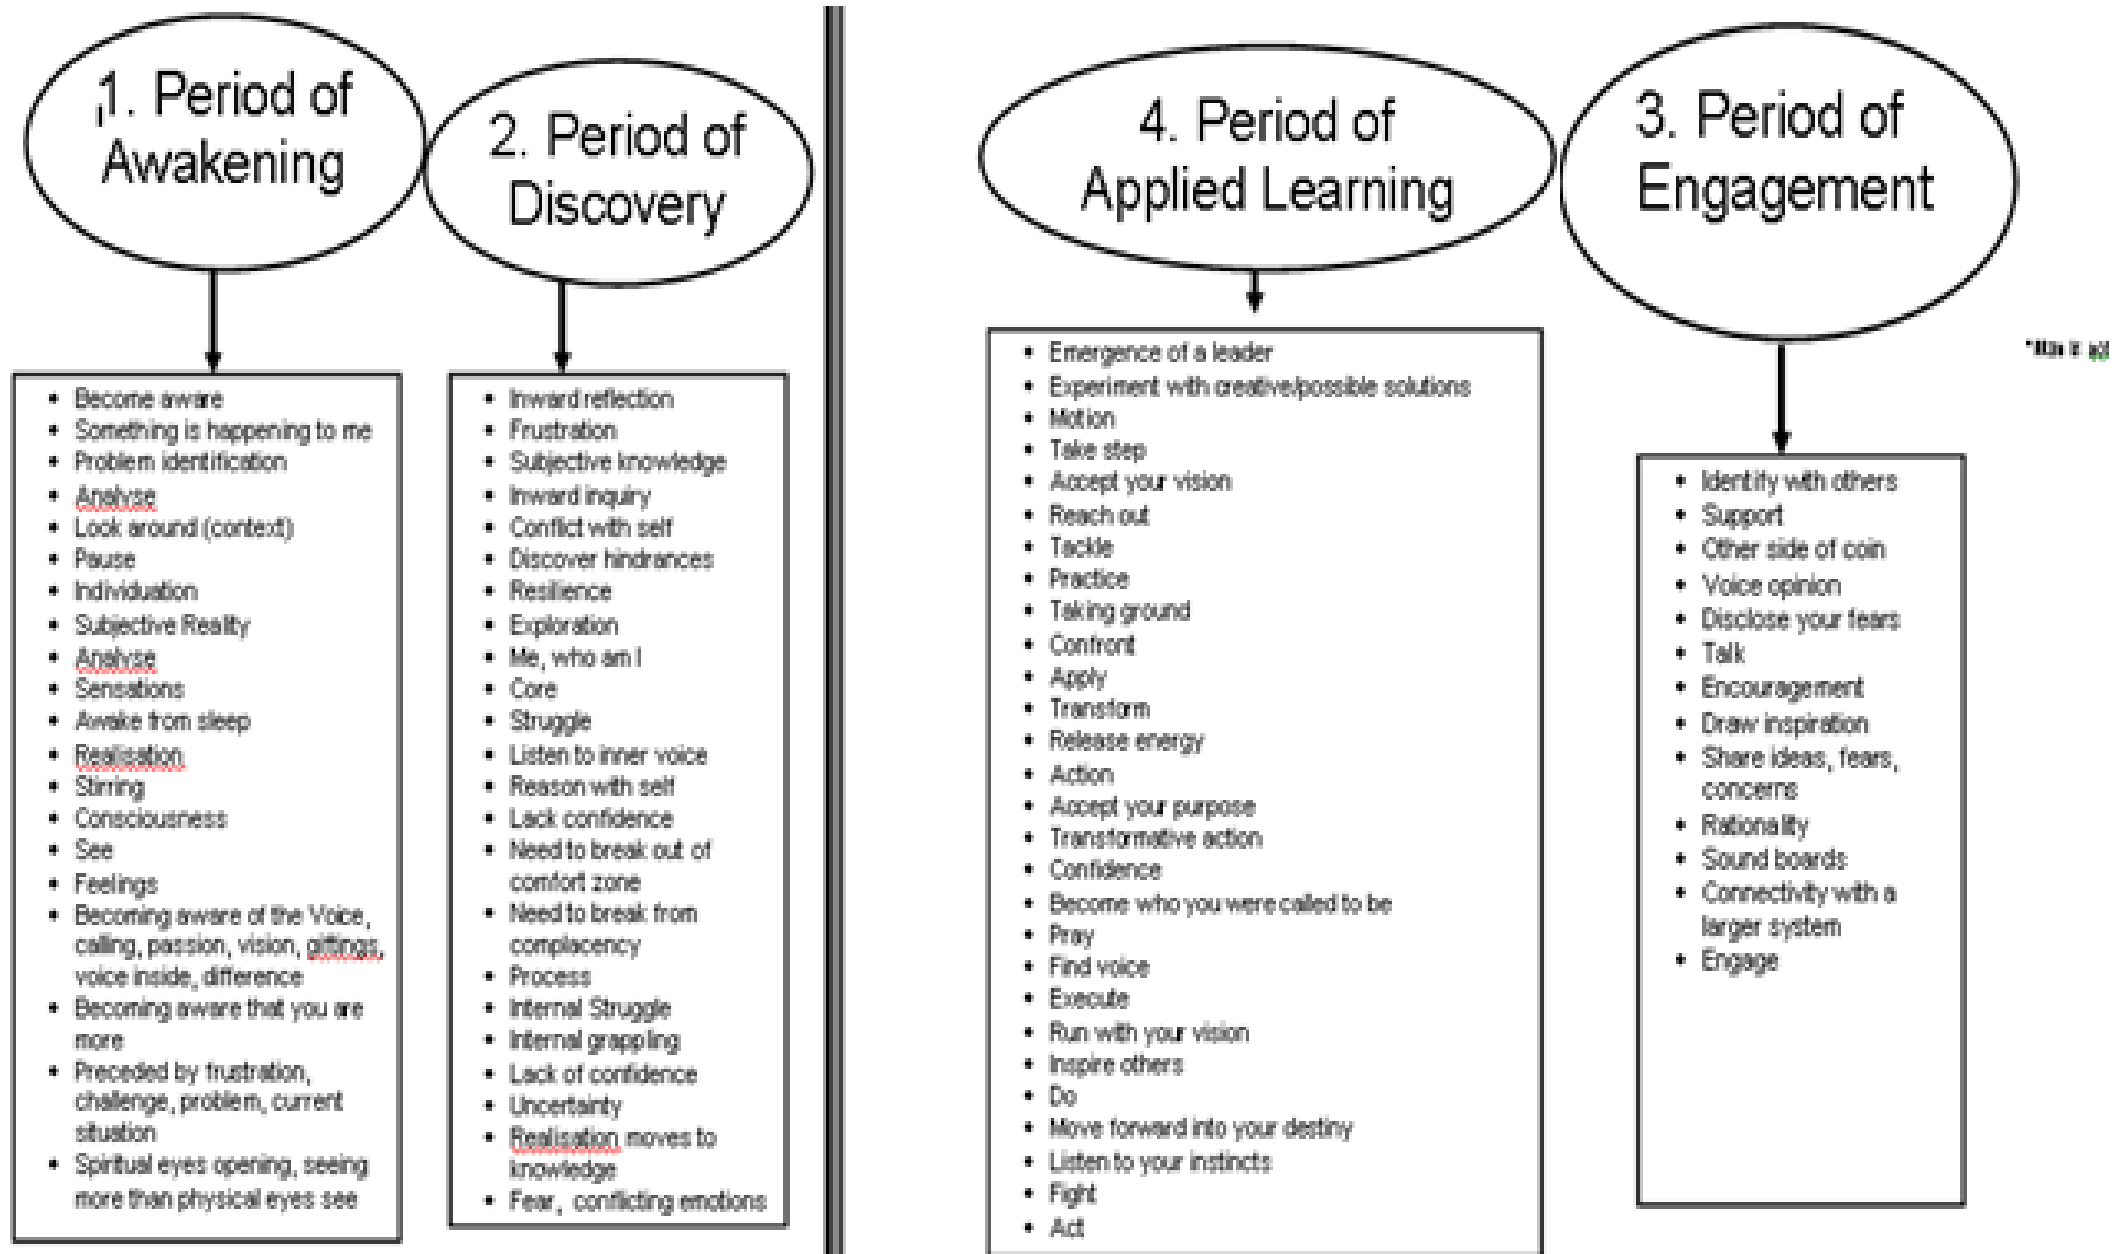 1. Period of
Awakening
Become aware
Something is happening to me
Problem identification
Analyse
Look around (context)
Pause
Individuation
Subjective Reality
Analyse
Sensations
Awake from sleep
Realisation
Stirring
Consciousness
See
Feelings
Becoming aware of the Voice,
calling, passion, vision, giftings,
voice inside, difference
Becoming aware that you are
more
Preceded by frustration,
challenge, problem, current
situation
Spiritual eyes opening, seeing
more than physical eyes see
2. Period of
Discovery
Inward reflection
Frustration
Subjective knowledge
Inward inquiry
Conflict with self
Discover hindrances
Resilience
Exploration
Me, who am I
Core
Struggle
Listen to inner voice
Reason with self
Lack confidence
Need to break out of
comfort zone
Need to break from
complacency
Process
Internal Struggle
Internal grappling
Lack of confidence
Uncertainty
Realisation moves to
knowledge
Fear, conflicting emotions
4. Period of
Applied Learning
Emergence of a leader
Experiment with creative/possible solutions
Motion
Take step
Accept your vision
Reach out
Tackle
Practice
Taking ground
Confront
Apply
Transform
Release energy
Action
Accept your purpose
Transformative action
Confidence
Become who you were called to be
Pray
Find voice
Execute
Run with your vision
Inspire others
Do
Move forward into your destiny
Listen to your instincts
Fight
Act
3. Period of
Engagement
Identify with others
Support
Other side of coin
Voice opinion
Disclose your fears
Talk
Encouragement
Draw inspiration
Share ideas, fears,
concerns
Rationality
Sound boards
Connectivity with a
larger system
Engage